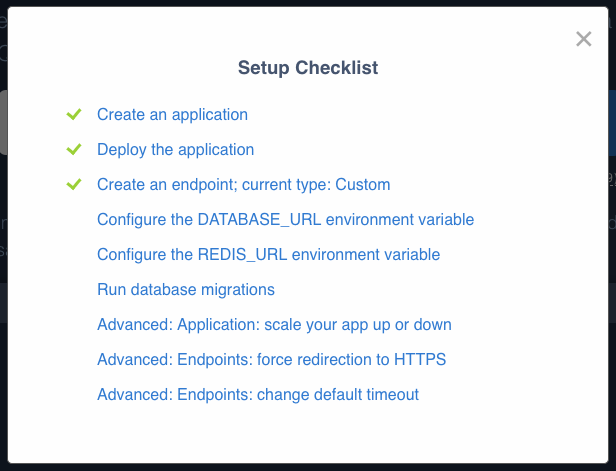 Setup Checklist
Create an application
Deploy the application
Create an endpoint; current type: Custom
Configure the DATABASE_URL environment variable
Configure the REDIS_URL environment variable
Run database migrations
Advanced: Application: scale your app up or down
Advanced: Endpoints: force redirection to HTTPS
Advanced: Endpoints: change default timeout